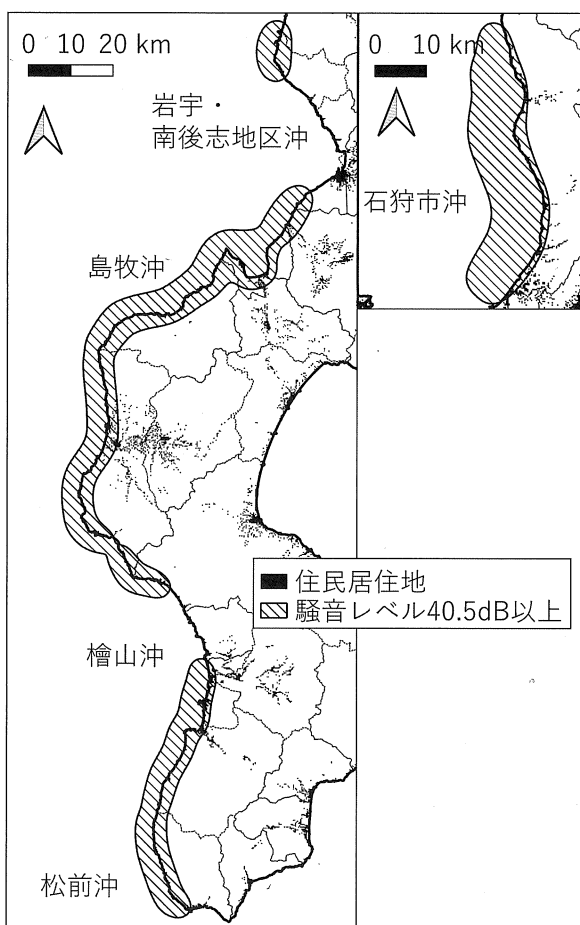 0 10 20 km
岩宇・
南後志地区沖
島牧沖
檜山沖
松前沖
0 10 km
石狩市沖
住民居住地
騒音レベル40.5dB以上